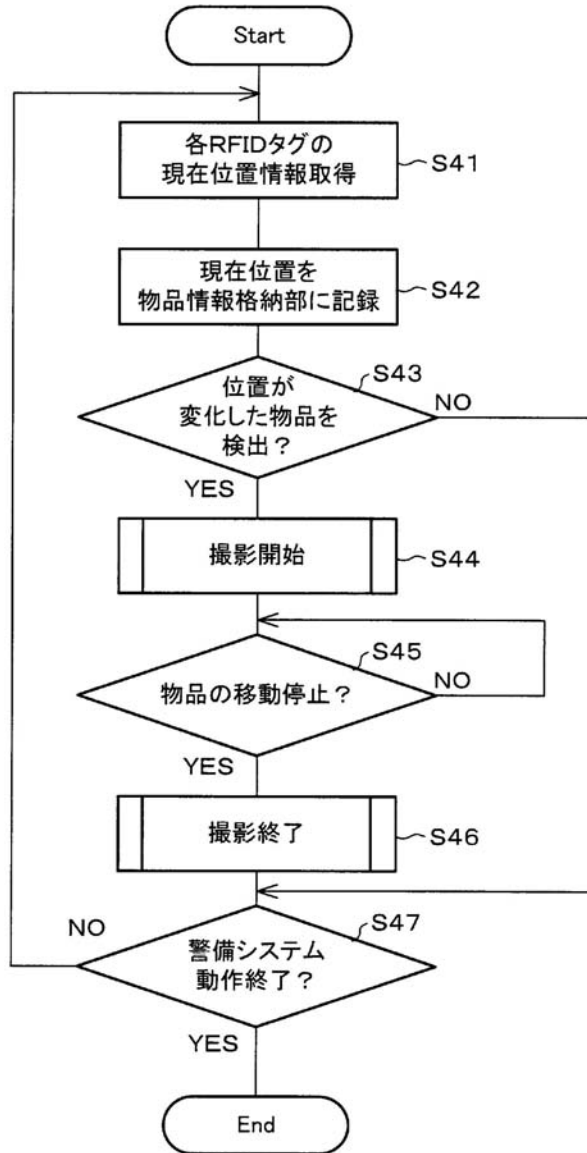 Start
各RFIDタグの
現在位置情報取得
S41
現在位置を
物品情報格納部に記録
S42
位置が
変化した物品を
検出？
S43
NO
YES
撮影開始
S44
物品の移動停止？
S45
NO
YES
撮影終了
S46
警備システム
動作終了？
S47
NO
YES
End